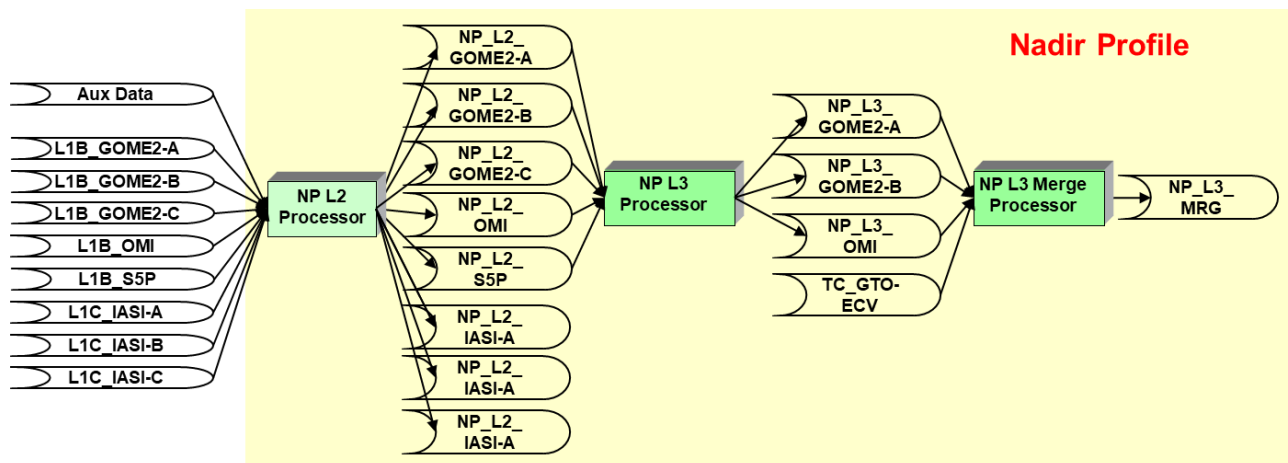 Nadir Profile
Aux Data
L1B_GOME2-A
L1B_GOME2-B
L1B_GOME2-C
L1B_OMI
L1B_S5P
L1C_IASI-A
L1C_IASI-B
L1C_IASI-C
NP L2
Processor
NP_L2_
GOME2-A
NP_L2_
GOME2-B
NP_L2_
GOME2-C
NP_L2_
OMI
NP_L2_
S5P
NP_L2_
IASI-A
NP_L2_
IASI-A
NP_L2_
IASI-A
NP L3
Processor
NP_L3_
GOME2-A
NP_L3_
GOME2-B
NP_L3_
OMI
TC_GTO-
ECV
NP L3 Merge
Processor
NP_L3_
MRG